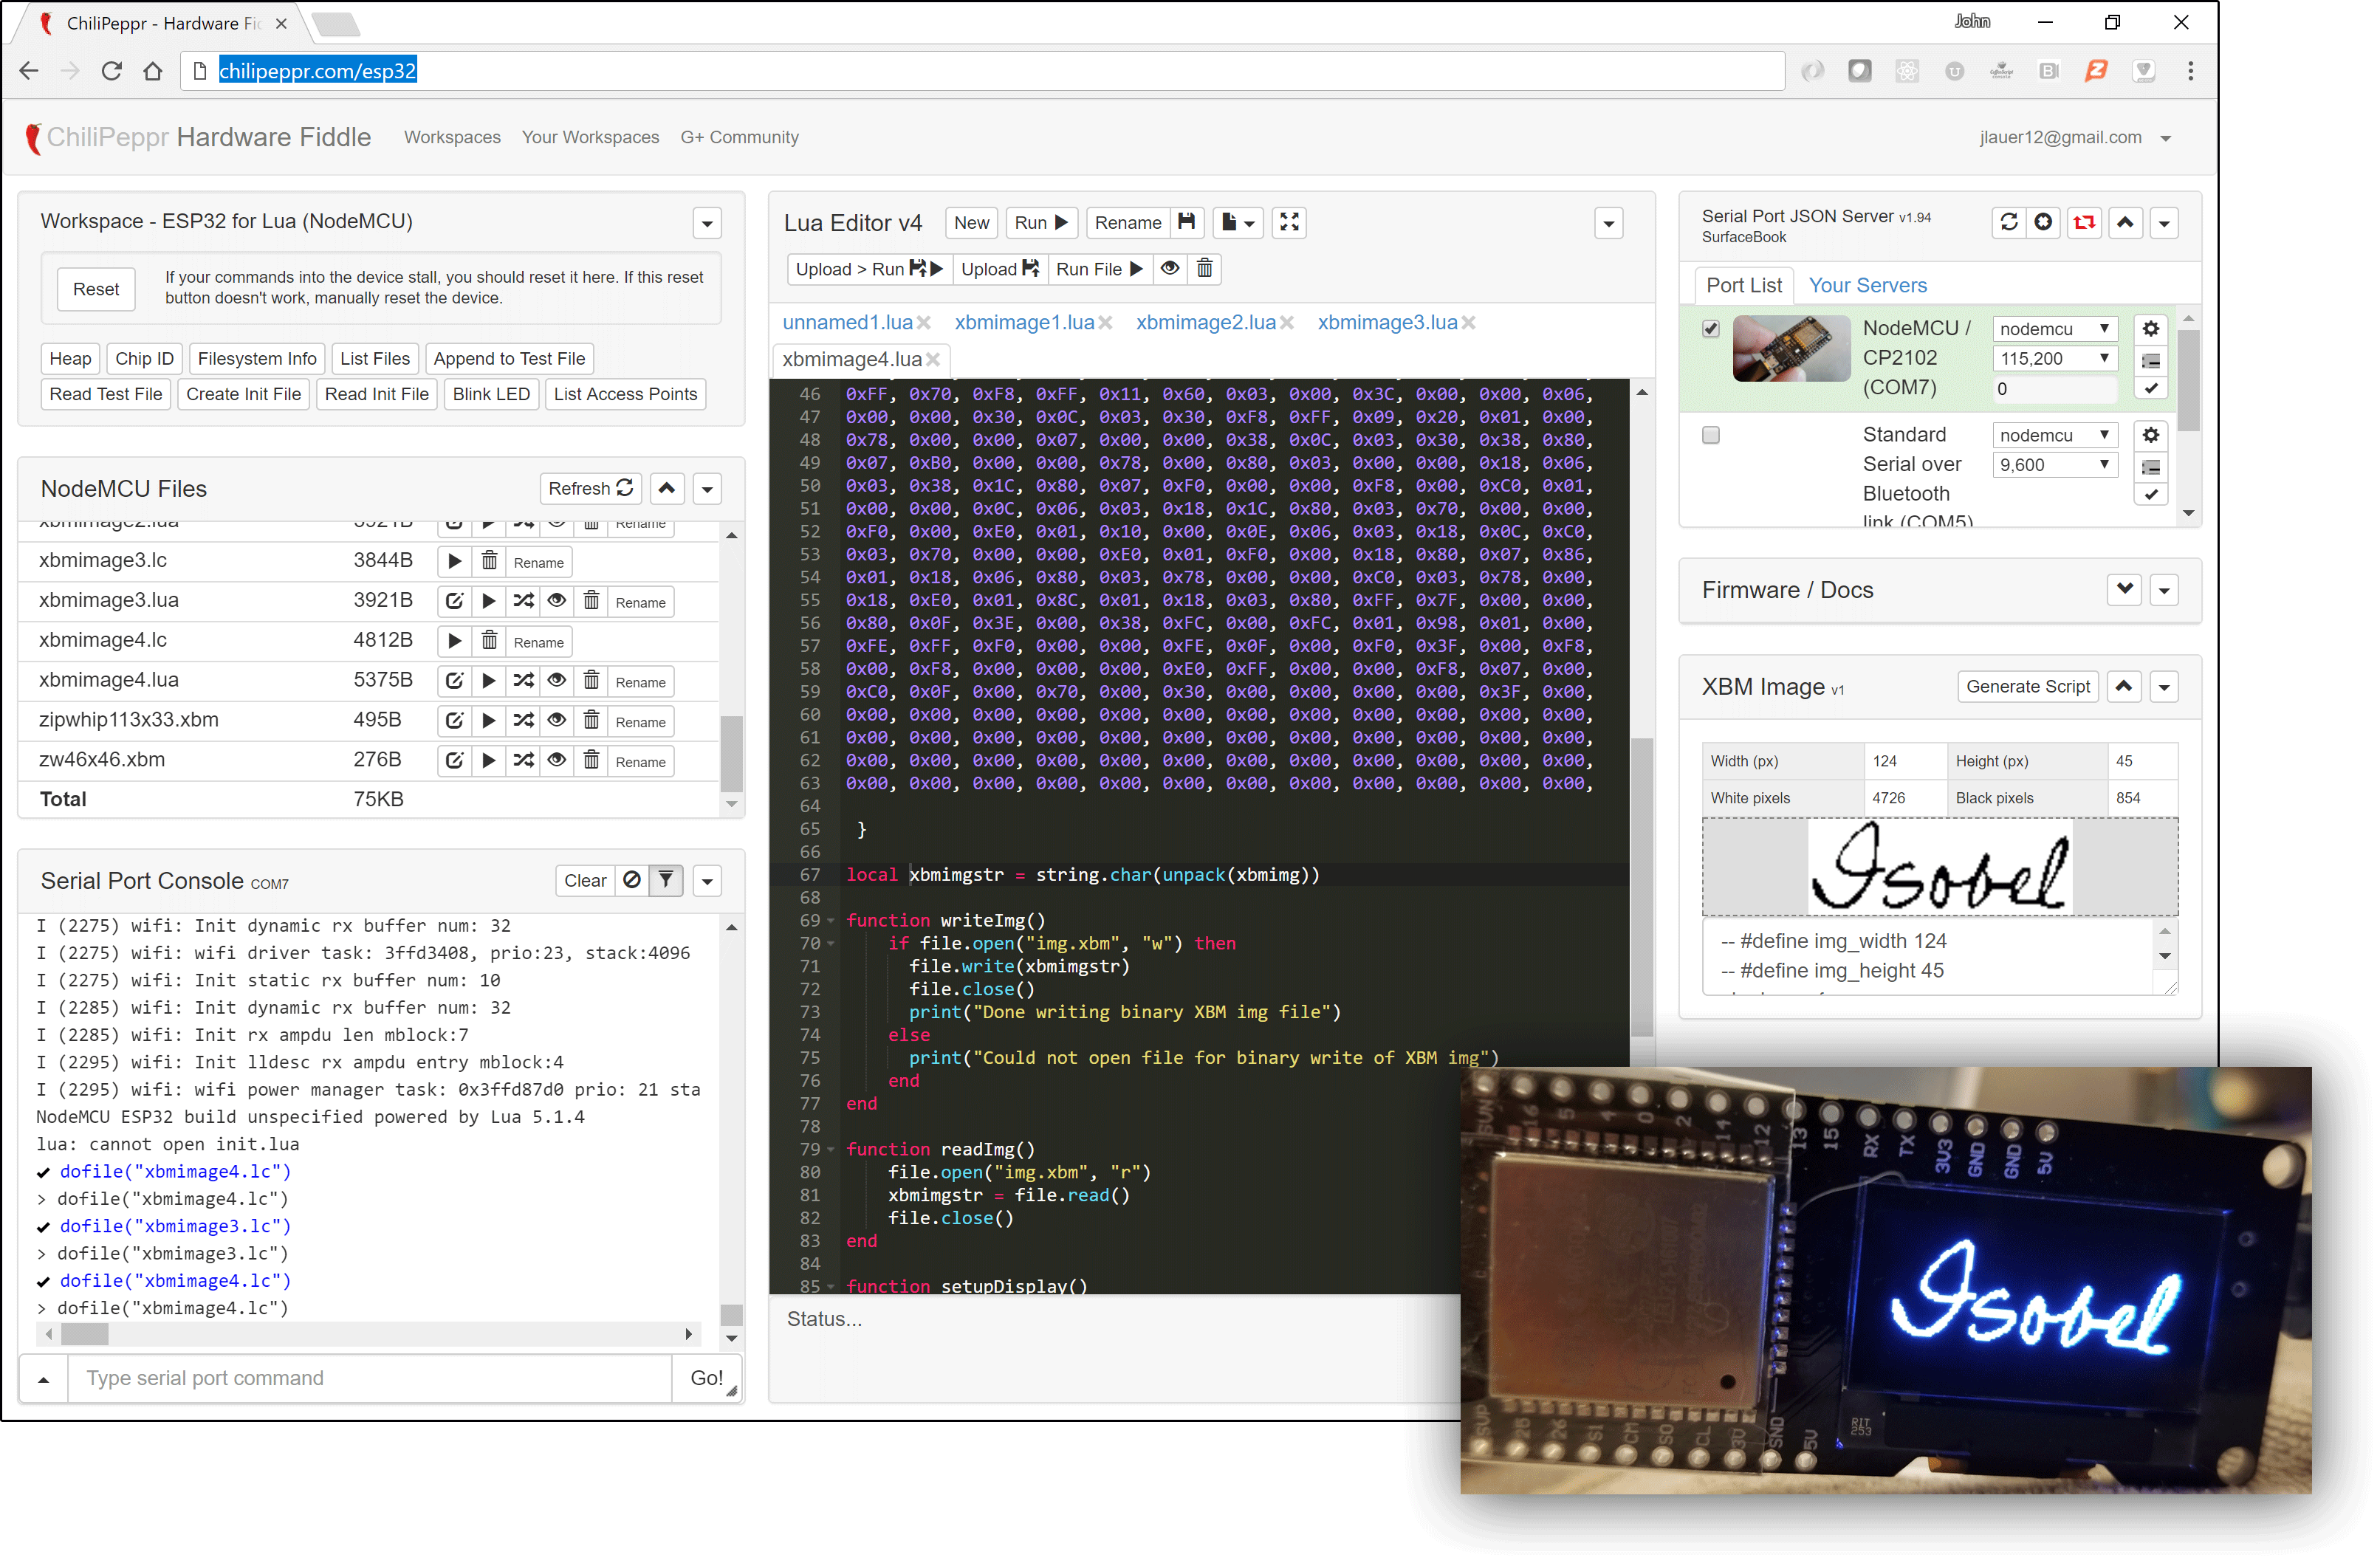 ChiliPeppr - Hardware Fi
John
chilipeppr.com/esp32
ChiliPeppr Hardware Fiddle
Workspaces Your Workspaces G+ Community
jlauer12@gmail.com
Workspace - ESP32 for Lua (NodeMCU)
Reset
If your commands into the device stall, you should reset it here. If this reset
button doesn't work, manually reset the device.
Heap Chip ID Filesystem Info List Files Append to Test File
Read Test File Create Init File Read Init File Blink LED List Access Points
NodeMCU Files
Refresh
xbmimage2.lua 3921B Rename
xbmimage3.lc 3844B Rename
xbmimage3.lua 3921B Rename
xbmimage4.lc 4812B Rename
xbmimage4.lua 5375B Rename
zipwhip113x33.xbm 495B Rename
zw46x46.xbm 276B Rename
Total 75KB
Serial Port Console COM7
Clear
I (2275) wifi: Init dynamic rx buffer num: 32
I (2275) wifi: wifi driver task: 3ffd3408, prio:23, stack:4096
I (2275) wifi: Init static rx buffer num: 10
I (2285) wifi: Init dynamic rx buffer num: 32
I (2285) wifi: Init rx ampdu len mblock:7
I (2295) wifi: Init lldesc rx ampdu entry mblock:4
I (2295) wifi: wifi power manager task: 0x3ffd87d0 prio: 21 sta
NodeMCU ESP32 build unspecified powered by Lua 5.1.4
lua: cannot open init.lua
dofile("xbmimage4.lc")
> dofile("xbmimage4.lc")
dofile("xbmimage3.lc")
> dofile("xbmimage3.lc")
dofile("xbmimage4.lc")
> dofile("xbmimage4.lc")
Type serial port command
Go!
Lua Editor v4
New Run Rename
Upload > Run Upload Run File
unnamed1.lua xbmimage1.lua xbmimage2.lua xbmimage3.lua
xbmimage4.lua
46 0xFF, 0x70, 0xF8, 0xFF, 0x11, 0x60, 0x03, 0x00, 0x3C, 0x00, 0x00, 0x06,
47 0x00, 0x00, 0x30, 0x0C, 0x03, 0x30, 0xF8, 0xFF, 0x09, 0x20, 0x01, 0x00,
48 0x78, 0x00, 0x00, 0x07, 0x00, 0x00, 0x38, 0x0C, 0x03, 0x30, 0x38, 0x80,
49 0x07, 0xB0, 0x00, 0x00, 0x78, 0x00, 0x80, 0x03, 0x00, 0x00, 0x18, 0x06,
50 0x03, 0x38, 0x1C, 0x80, 0x07, 0xF0, 0x00, 0x00, 0xF8, 0x00, 0xC0, 0x01,
51 0x00, 0x00, 0x0C, 0x06, 0x03, 0x18, 0x1C, 0x80, 0x03, 0x70, 0x00, 0x00,
52 0xF0, 0x00, 0xE0, 0x01, 0x10, 0x00, 0x0E, 0x06, 0x03, 0x18, 0x0C, 0xC0,
53 0x03, 0x70, 0x00, 0x00, 0xE0, 0x01, 0xF0, 0x00, 0x18, 0x80, 0x07, 0x86,
54 0x01, 0x18, 0x06, 0x80, 0x03, 0x78, 0x00, 0x00, 0xC0, 0x03, 0x78, 0x00,
55 0x18, 0xE0, 0x01, 0x8C, 0x01, 0x18, 0x03, 0x80, 0xFF, 0x7F, 0x00, 0x00,
56 0x80, 0x0F, 0x3E, 0x00, 0x38, 0xFC, 0x00, 0xFC, 0x01, 0x98, 0x01, 0x00,
57 0xFE, 0xFF, 0xF0, 0x00, 0x00, 0xFE, 0x0F, 0x00, 0xF0, 0x3F, 0x00, 0xF8,
58 0x00, 0xF8, 0x00, 0x00, 0xE0, 0xFF, 0x00, 0x00, 0xF8, 0x07, 0x00,
59 0xC0, 0x0F, 0x00, 0x70, 0x00, 0x30, 0x00, 0x00, 0x00, 0x00, 0x3F, 0x00,
60 0x00, 0x00, 0x00, 0x00, 0x00, 0x00, 0x00, 0x00, 0x00, 0x00, 0x00, 0x00,
61 0x00, 0x00, 0x00, 0x00, 0x00, 0x00, 0x00, 0x00, 0x00, 0x00, 0x00, 0x00,
62 0x00, 0x00, 0x00, 0x00, 0x00, 0x00, 0x00, 0x00, 0x00, 0x00, 0x00, 0x00,
63 0x00, 0x00, 0x00, 0x00, 0x00, 0x00, 0x00, 0x00, 0x00, 0x00, 0x00, 0x00,
64
65 }
66
67 local xbmimgstr = string.char(unpack(xbmimg))
68
69 function writeImg()
70 if file.open("img.xbm", "w") then
71 file.write(xbmimgstr)
72 file.close()
73 print("Done writing binary XBM img file")
74 else
75 print("Could not open file for binary write of XBM img")
76 end
77 end
78
79 function readImg()
80 file.open("img.xbm", "r")
81 xbmimgstr = file.read()
82 file.close()
83 end
84
85 function setupDisplay()
Status...
Serial Port JSON Server v1.94
SurfaceBook
Port List Your Servers
NodeMCU / nodemcu
CP2102 115,200
(COM7) 0
Standard nodemcu
Serial over 9,600
Bluetooth
link (COM5)
Firmware / Docs
XBM Image v1
Generate Script
Width (px) 124 Height (px) 45
White pixels 4726 Black pixels 854
Isobel
-- #define img_width 124
-- #define img_height 45
SVN 16 5 4 0 2 14 12 13 15 RX TX 3V3 GND GND 5V
Isobel
RIT
253
SVP 25 26 S1 CM SO CL 3V GND 5V